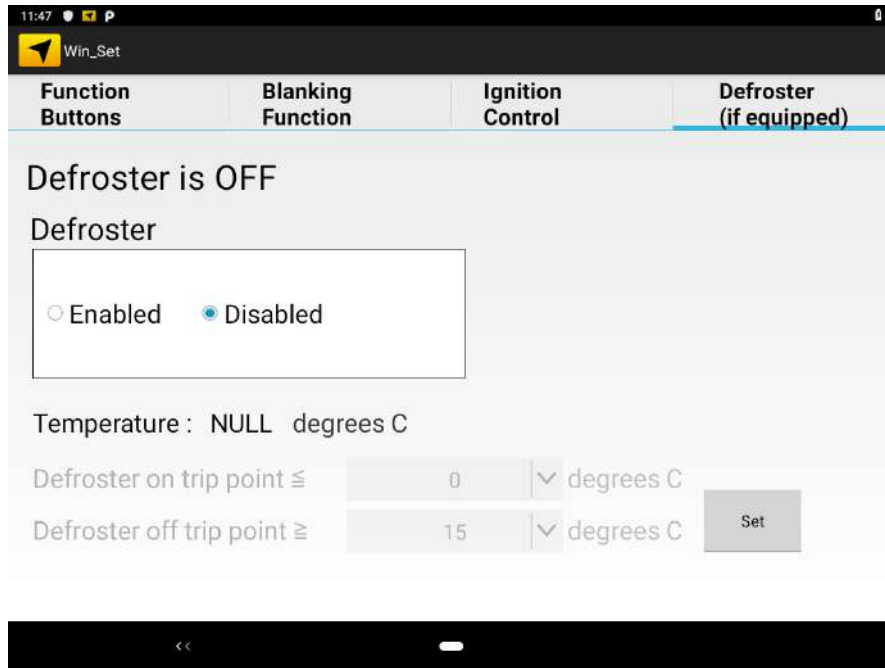 11:47 P
Win_Set
Function Buttons
Blanking Function
Ignition Control
Defroster (if equipped)
Defroster is OFF
Defroster
Enabled Disabled
Temperature : NULL degrees C
Defroster on trip point ≦ 0 degrees C
Defroster off trip point ≧ 15 degrees C
Set
<<